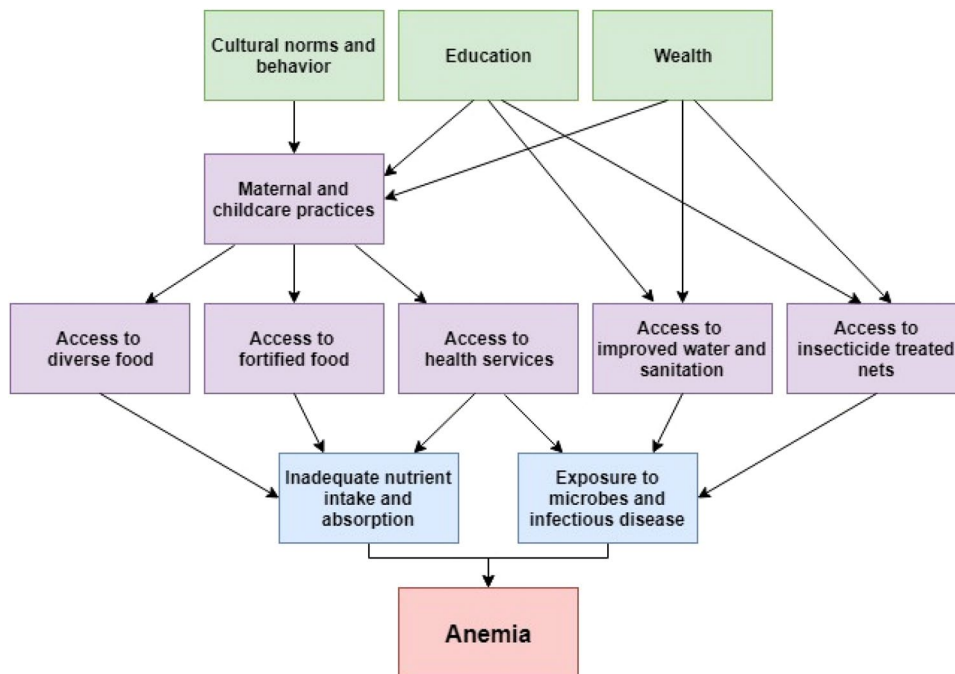 Cultural norms and
behavior
Education
Wealth
Maternal and
childcare practices
Access to
diverse food
Access to
fortified food
Access to
health services
Access to
improved water and
sanitation
Access to
insecticide treated
nets
Inadequate nutrient
intake and
absorption
Exposure to
microbes and
infectious disease
Anemia